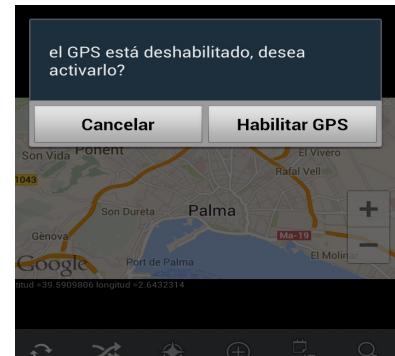 el GPS está deshabilitado, desea
activarlo?
Cancelar
Habilitar GPS
Son Vida
Ponent
El Vivero
Rafal Vell
1043
Son Dureta
Palma
Gènova
Ma-19
El Molinar
Google
Port de Palma
titud =39.5909806 longitud =2.6432314